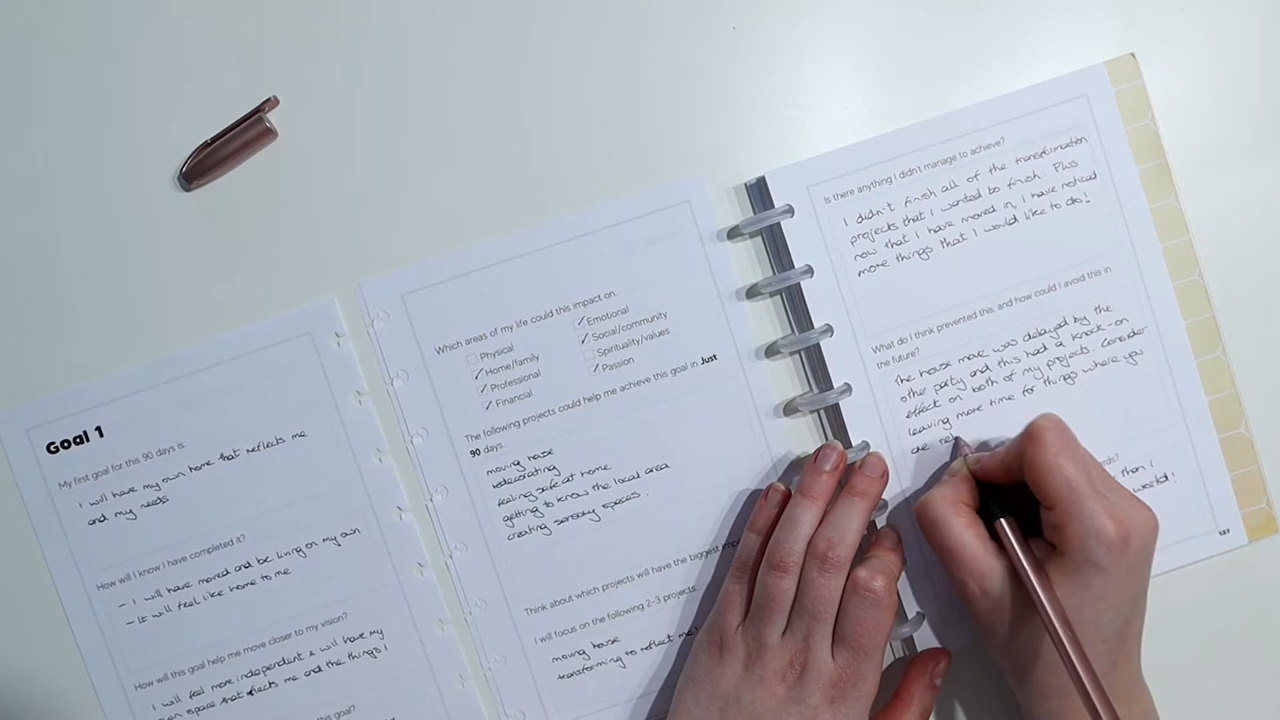 Goal 1
My first goal for this 90 days is:
I will have my own home that reflects me
and my needs
How will I know I have completed it?
- I will have moved and be living on my own
- It will feel like home to me
How will this goal help me move closer to my vision?
I will feel more independent & will have my
own space that reflects me and the things I
this goal?
Which areas of my life could this impact on:
Physical
✓ Home/family
✓ Professional
✓ Financial
✓ Emotional
✓ Social/community
Spirituality/values
✓ Passion
The following projects could help me achieve this goal in Just
90 days:
moving house
redecorating
feeling safe at home
getting to know the local area
creating sensory spaces.
Think about which projects will have the biggest
I will focus on the following 2-3 projects:
moving house
transforming to reflect me!
Is there anything I didn't manage to achieve?
I didn't finish all of the transformation
projects that I wanted to finish. Plus
now that I have moved in, I have noticed
more things that I would like to do!
What do I think prevented this, and how could I avoid this in
the future?
The house move was delayed by the
other party and this had a knock-on
effect on both of my projects. Consider
leaving more time for things where you
are
than I
world!
137